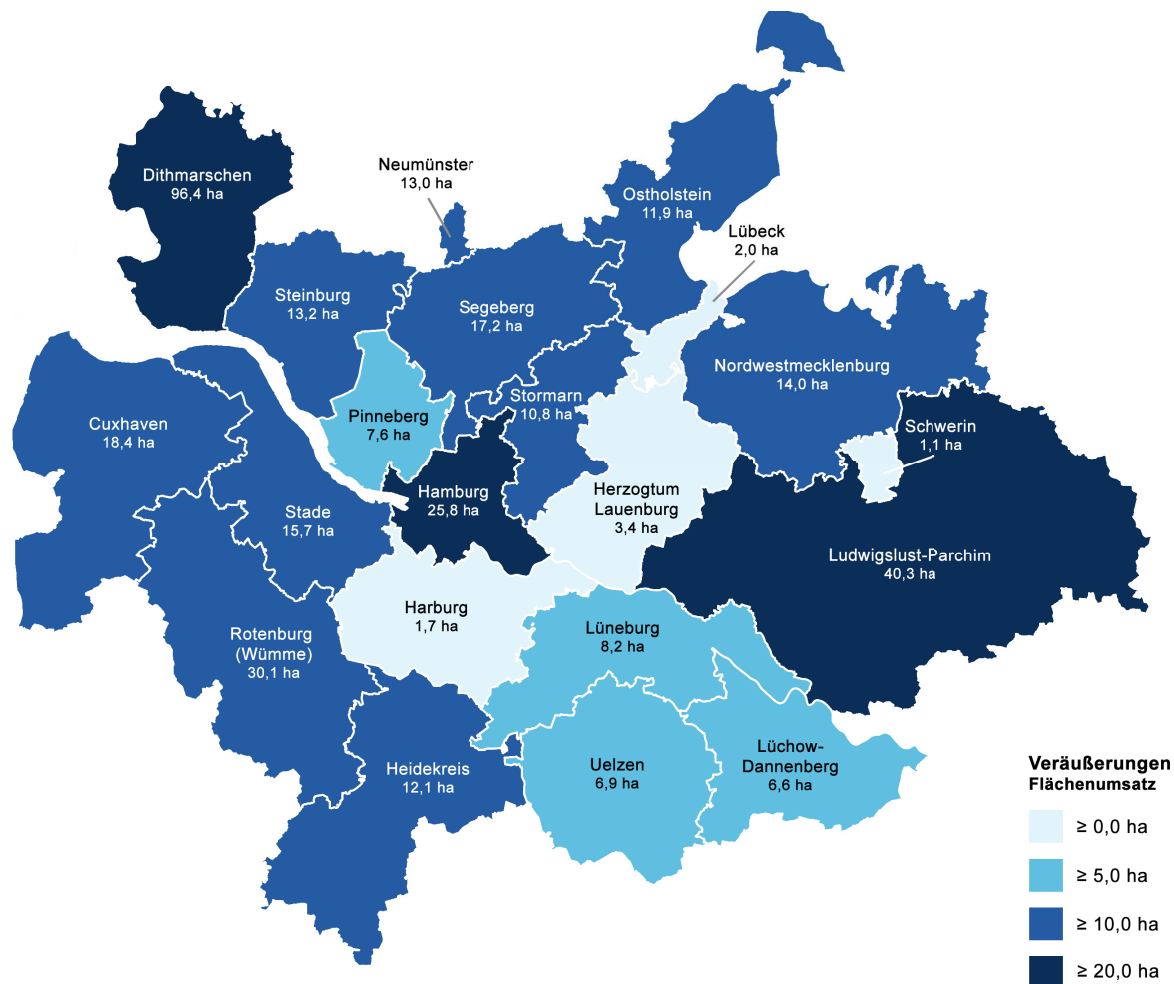 Dithmarschen
96,4 ha
Neumünster
13,0 ha
Ostholstein
11,9 ha
Lübeck
2,0 ha
Steinburg
13,2 ha
Segeberg
17,2 ha
Nordwestmecklenburg
14,0 ha
Stormarn
10,8 ha
Pinneberg
7,6 ha
Cuxhaven
18,4 ha
Schwerin
1,1 ha
Hamburg
25,8 ha
Herzogtum
Lauenburg
3,4 ha
Stade
15,7 ha
Ludwigslust-Parchim
40,3 ha
Harburg
1,7 ha
Lüneburg
8,2 ha
Rotenburg
(Wümme)
30,1 ha
Heidekreis
12,1 ha
Uelzen
6,9 ha
Lüchow-
Dannenberg
6,6 ha
Veräußerungen
Flächenumsatz
≥ 0,0 ha
≥ 5,0 ha
≥ 10,0 ha
≥ 20,0 ha